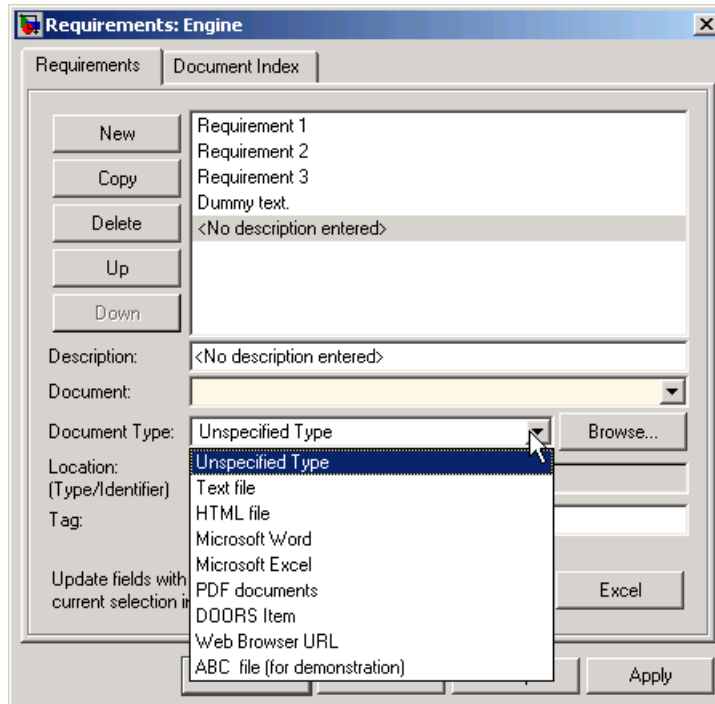 Requirements: Engine
Requirements Document Index
New
Copy
Delete
Up
Down
Requirement 1
Requirement 2
Requirement 3
Dummy text.
<No description entered>
Description: <No description entered>
Document:
Document Type: Unspecified Type Browse...
Location:
(Type/Identifier)
Tag:
Unspecified Type
Text file
HTML file
Microsoft Word
Microsoft Excel
PDF documents
DOORS Item
Web Browser URL
ABC file (for demonstration)
Update fields with
current selection
Excel
Apply